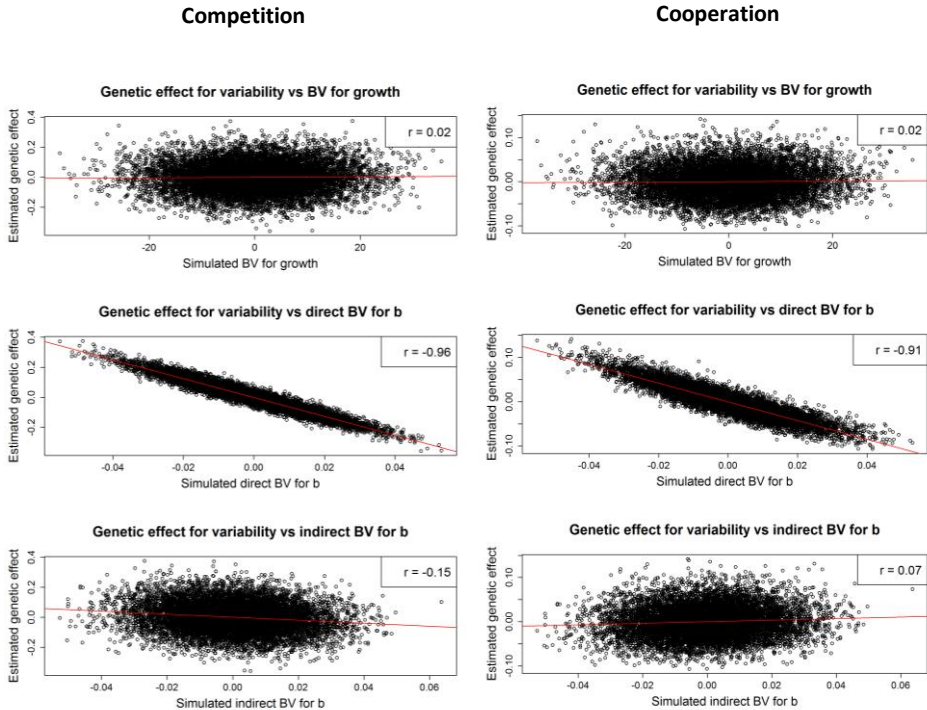 Competition
Cooperation
Genetic effect for variability vs BV for growth
Estimated genetic effect
-0.2 0.0 0.2 0.4
r = 0.02
-20 0 20
Simulated BV for growth
Genetic effect for variability vs BV for growth
Estimated genetic effect
-0.10 0.00 0.10
r = 0.02
-20 0 20
Simulated BV for growth
Genetic effect for variability vs direct BV for b
Estimated genetic effect
-0.2 0.0 0.2 0.4
r = -0.96
-0.04 -0.02 0.00 0.02 0.04
Simulated direct BV for b
Genetic effect for variability vs direct BV for b
Estimated genetic effect
-0.10 0.00 0.10
r = -0.91
-0.04 -0.02 0.00 0.02 0.04
Simulated direct BV for b
Genetic effect for variability vs indirect BV for b
Estimated genetic effect
-0.2 0.0 0.2 0.4
r = -0.15
-0.04 -0.02 0.00 0.02 0.04 0.06
Simulated indirect BV for b
Genetic effect for variability vs indirect BV for b
Estimated genetic effect
-0.10 0.00 0.10
r = 0.07
-0.04 -0.02 0.00 0.02 0.04 0.06
Simulated indirect BV for b